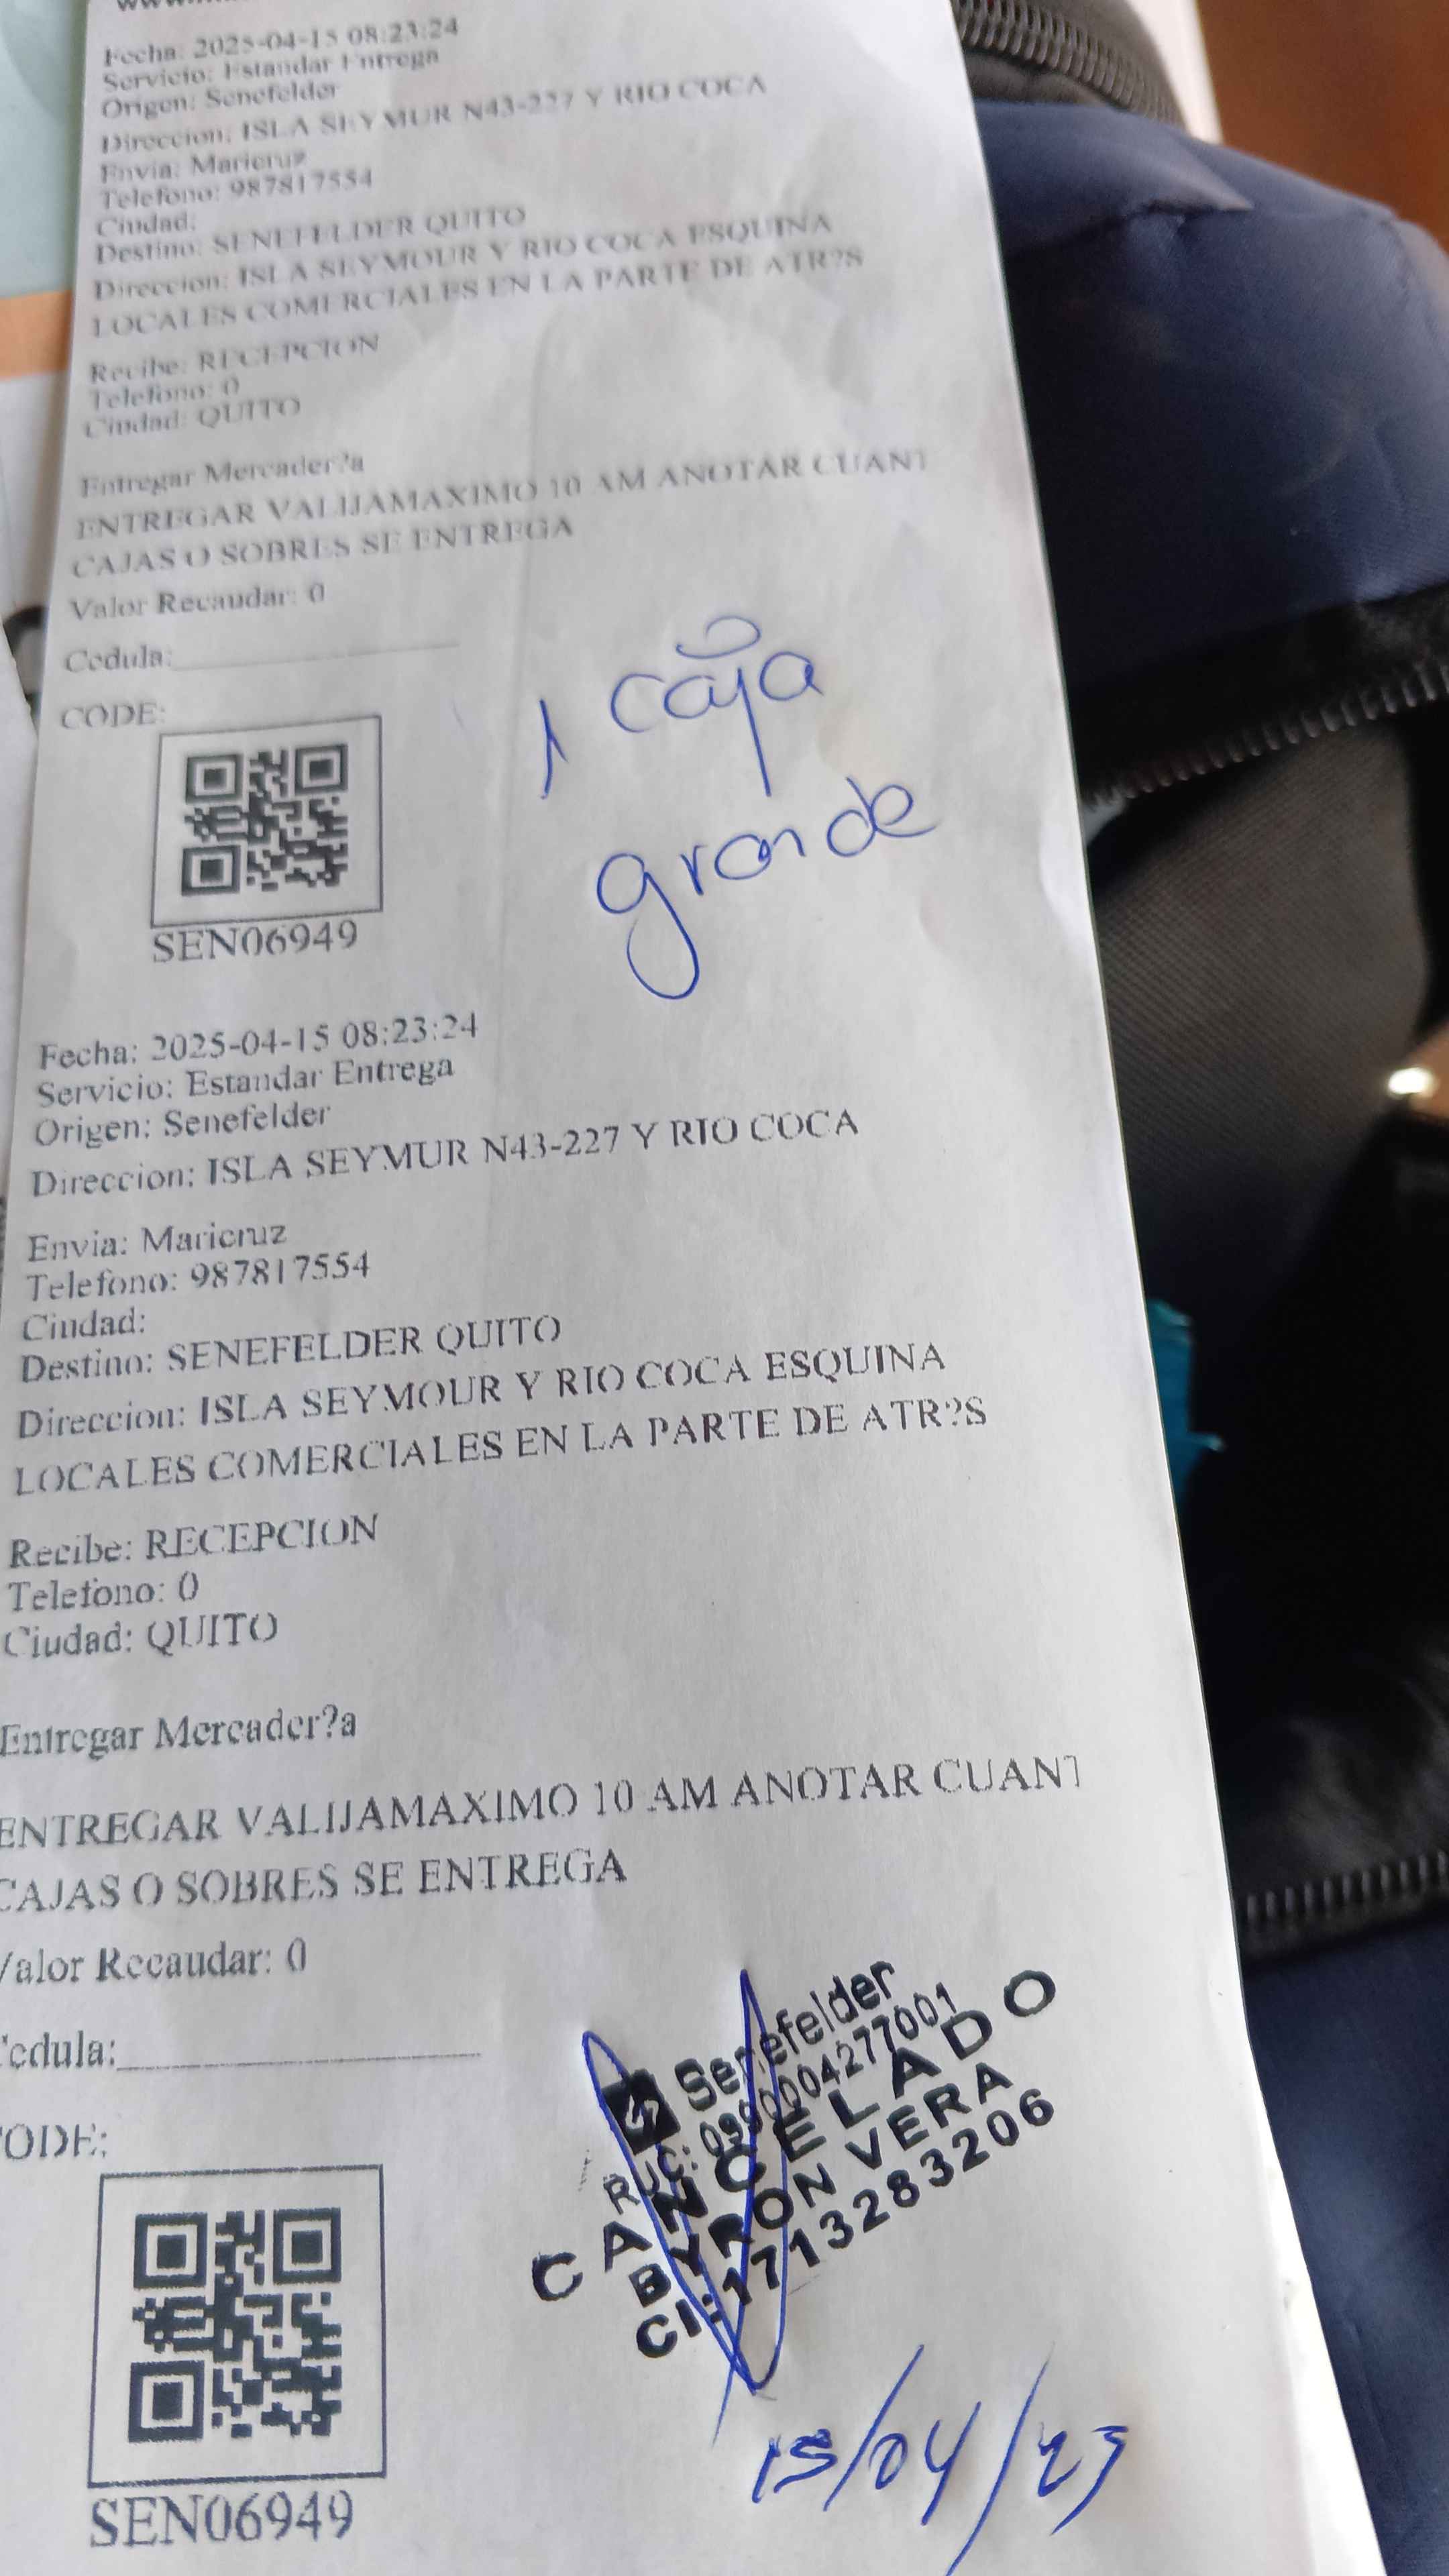 Fecha: 2025-04-15 08:23:24
Servicio: Estandar Entrega
Origen: Senefelder
Direccion: ISLA SEYMUR N43-227 Y RIO COCA
Envia: Maricruz
Telefono: 987817554
Ciudad:
Destino: SENEFELDER QUITO
Direccion: ISLA SEYMOUR Y RIO COCA ESQUINA
LOCALES COMERCIALES EN LA PARTE DE ATR?S
Recibe: RECEPCION
Telefono: 0
Ciudad: QUITO
Entregar Mercader?a
ENTREGAR VALIJAMAXIMO 10 AM ANOTAR CUANT
CAJAS O SOBRES SE ENTREGA
Valor Recaudar: 0
Cedula:
CODE:
1 caja
grande
SEN06949
Fecha: 2025-04-15 08:23:24
Servicio: Estandar Entrega
Origen: Senefelder
Direccion: ISLA SEYMUR N43-227 Y RIO COCA
Envia: Maricruz
Telefono: 987817554
Ciudad:
Destino: SENEFELDER QUITO
Direccion: ISLA SEYMOUR Y RIO COCA ESQUINA
LOCALES COMERCIALES EN LA PARTE DE ATR?S
Recibe: RECEPCION
Telefono: 0
Ciudad: QUITO
Entregar Mercader?a
ENTREGAR VALIJAMAXIMO 10 AM ANOTAR CUANT
CAJAS O SOBRES SE ENTREGA
Valor Recaudar: 0
Cedula:
CODE:
Senefelder
RUC: 0990004277001
CANCELADO
BYRON VERA
CI: 1713283206
15/04/25
SEN06949